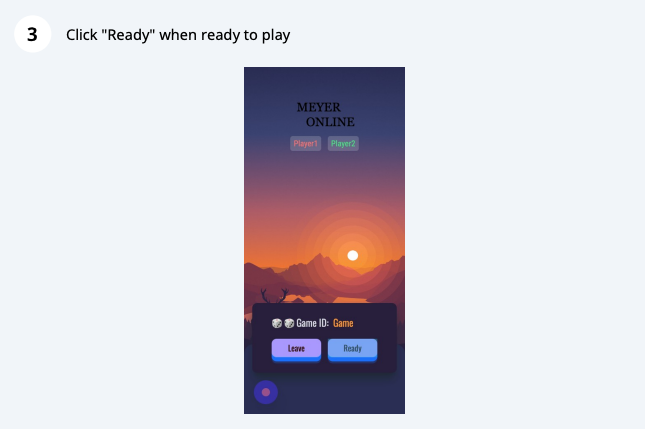 3 Click "Ready" when ready to play
MEYER
ONLINE
Player1 Player2
Game ID: Game
Leave Ready